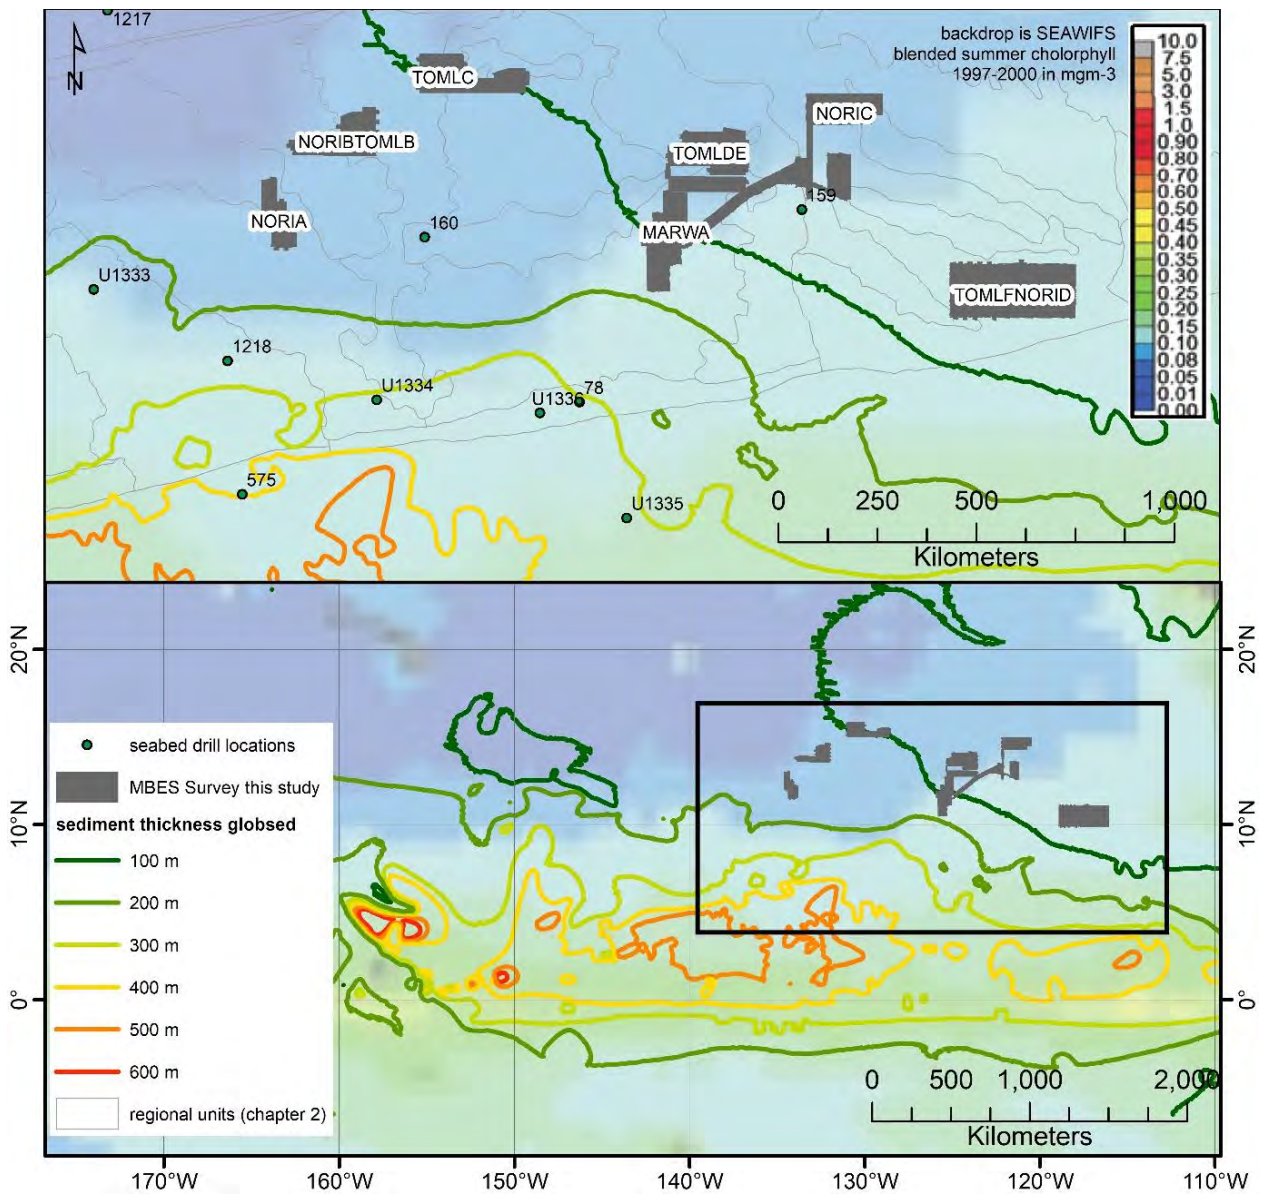 1217
N
backdrop is SEAWIFS
blended summer cholorphyll
1997-2000 in mgm-3
10.0
7.5
5.0
3.0
1.5
1.0
0.90
0.80
0.70
0.60
0.50
0.45
0.40
0.35
0.30
0.25
0.20
0.15
0.10
0.08
0.05
0.01
0.00
TOMLC
NORIC
NORIBTOMLB
TOMLDE
159
NORIA
160
MARWA
U1333
TOMLFNORID
1218
U1334
U1336
78
575
U1335
0 250 500 1,000
Kilometers
20°N
10°N
0°
20°N
10°N
0°
seabed drill locations
MBES Survey this study
sediment thickness globsed
100 m
200 m
300 m
400 m
500 m
600 m
regional units (chapter 2)
0 500 1,000 2,000
Kilometers
170°W 160°W 150°W 140°W 130°W 120°W 110°W